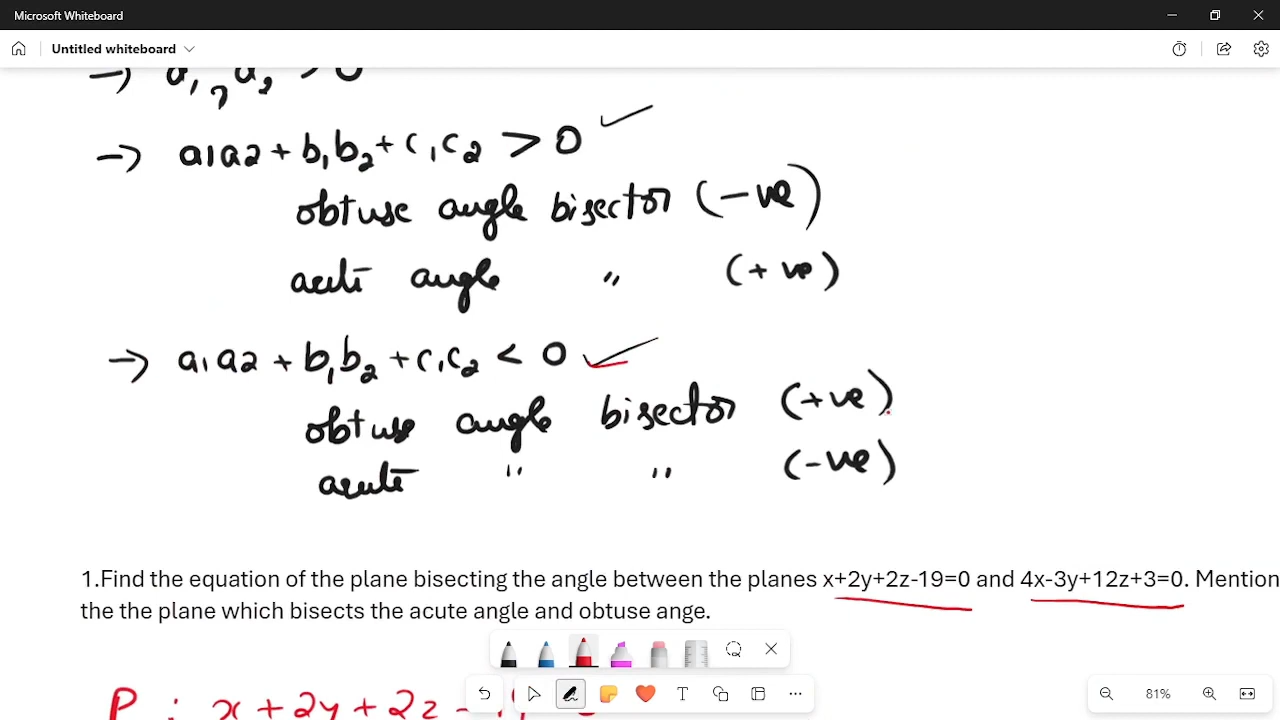 Microsoft Whiteboard
Untitled whiteboard
→ a1a2 + b1b2 + c1c2 > 0 ✓
obtuse angle bisector (-ve)
acute angle " (+ve)
→ a1a2 + b1b2 + c1c2 < 0 ✓
obtuse angle bisector (+ve)
acute " " (-ve)
1.Find the equation of the plane bisecting the angle between the planes x+2y+2z-19=0 and 4x-3y+12z+3=0. Mention
the the plane which bisects the acute angle and obtuse ange.
P : x + 2y + 2z -
81%